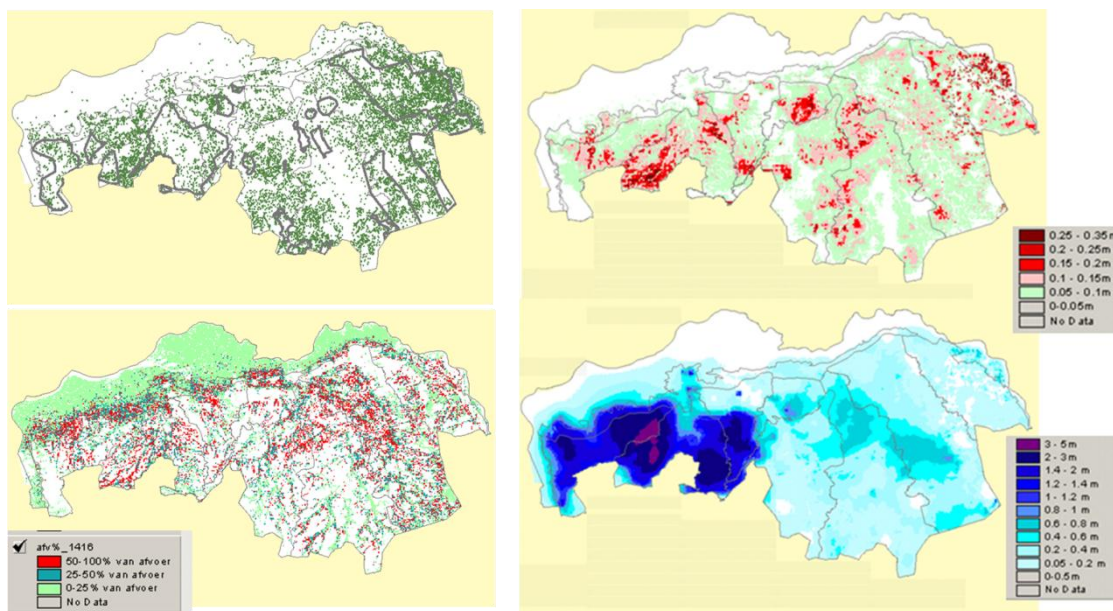 0.25 - 0.35m
0.2 - 0.25m
0.15 - 0.2m
0.1 - 0.15m
0.05 - 0.1m
0-0.05m
No Data
afv%_1416
50-100% van afvoer
25-50% van afvoer
0-25% van afvoer
No Data
3 - 5 m
2 - 3 m
1.4 - 2 m
1.2 - 1.4 m
1 - 1.2 m
0.8 - 1 m
0.6 - 0.8 m
0.4 - 0.6 m
0.2 - 0.4 m
0.05 - 0.2 m
0-0.5m
No Data